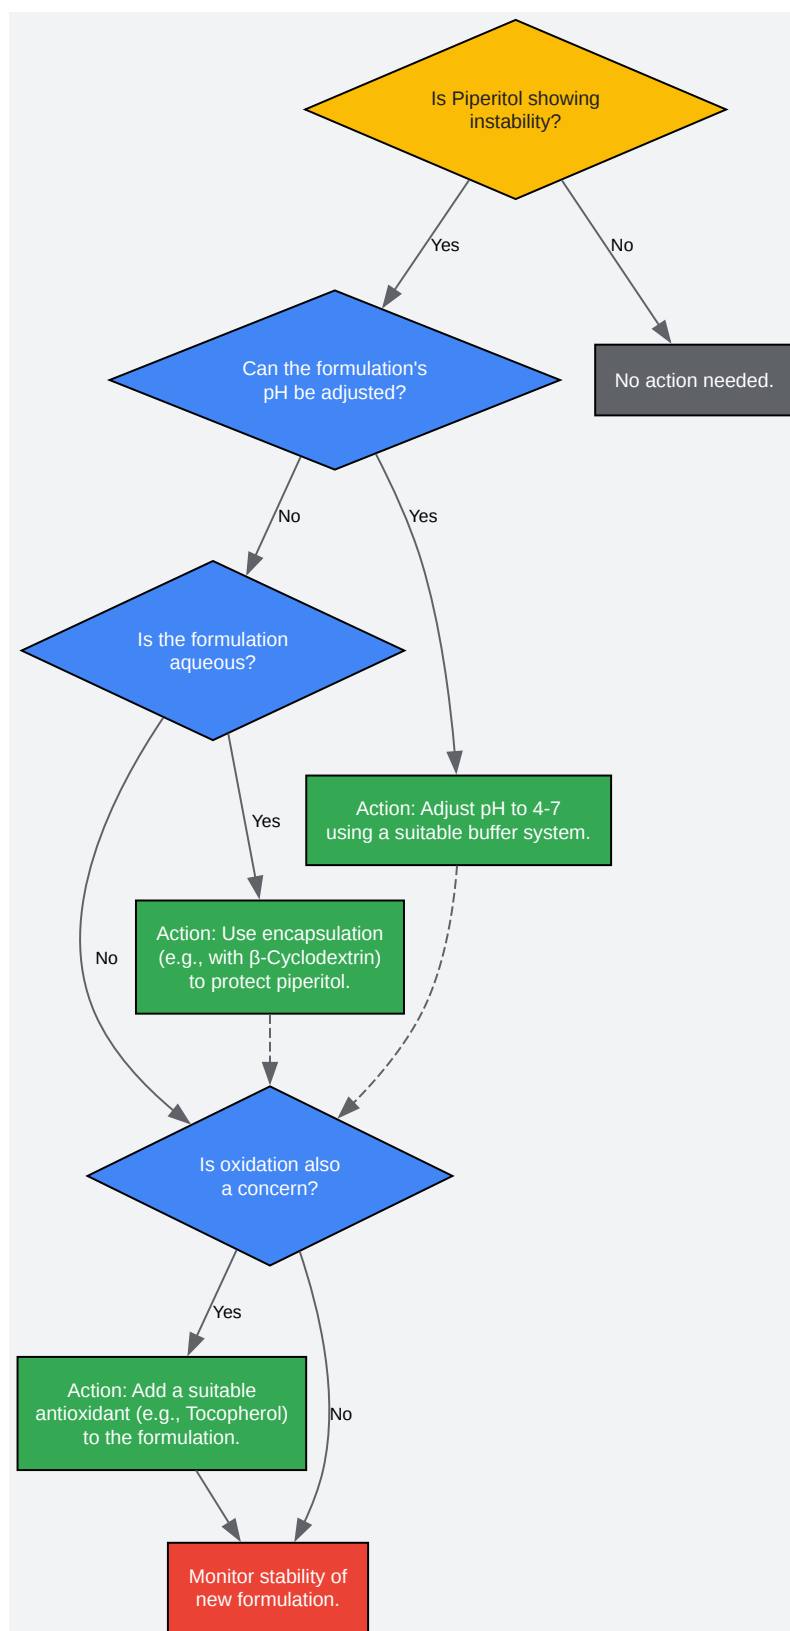 Is Piperitol showing
instability?
Yes
No
Can the formulation's
pH be adjusted?
No action needed.
No
Yes
Is the formulation
aqueous?
Action: Adjust pH to 4-7
using a suitable buffer system.
Yes
Action: Use encapsulation
(e.g., with β-Cyclodextrin)
to protect piperitol.
No
Is oxidation also
a concern?
Yes
Action: Add a suitable
antioxidant (e.g., Tocopherol)
to the formulation.
No
Monitor stability of
new formulation.